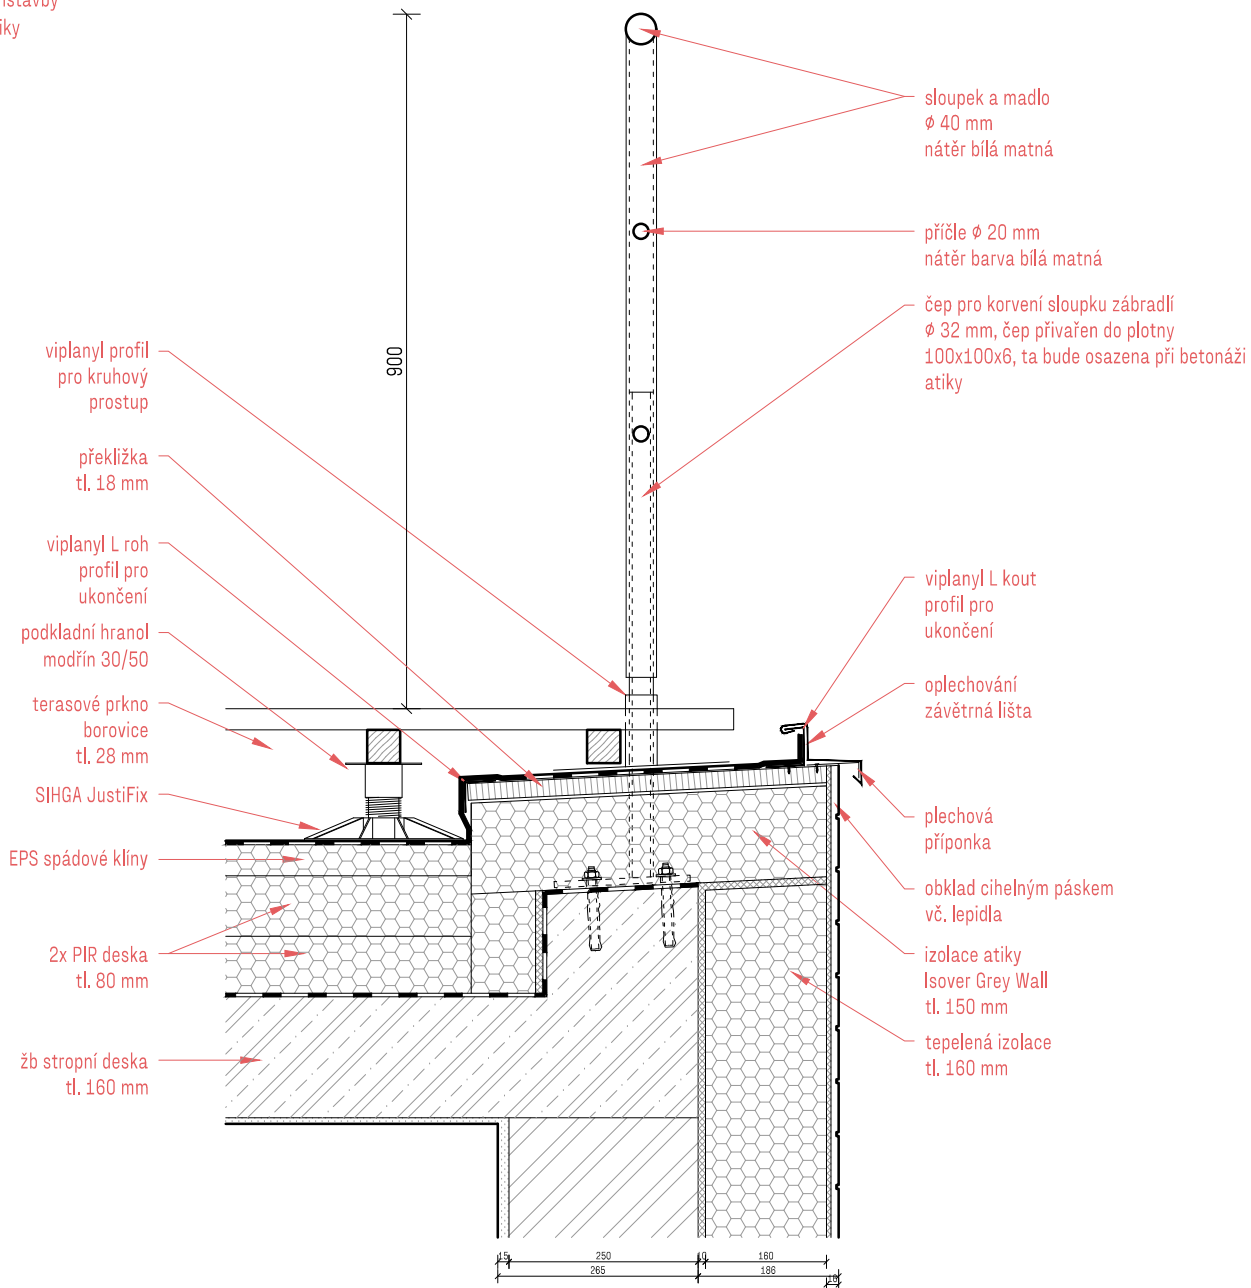 iky
sloupek a madlo
ϕ 40 mm
nátěr bílá matná
příčle ϕ 20 mm
nátěr barva bílá matná
čep pro korvení sloupku zábradlí
ϕ 32 mm, čep přivařen do plotny
100x100x6, ta bude osazena při betonáži
atiky
900
viplanyl profil
pro kruhový
prostup
překližka
tl. 18 mm
viplanyl L roh
profil pro
ukončení
podkladní hranol
modřín 30/50
terasové prkno
borovice
tl. 28 mm
SIHGA JustiFix
EPS spádové klíny
2x PIR deska
tl. 80 mm
žb stropní deska
tl. 160 mm
viplanyl L kout
profil pro
ukončení
oplechování
závětrná lišta
plechová
příponka
obklad cihelným páskem
vč. lepidla
izolace atiky
Isover Grey Wall
tl. 150 mm
tepelená izolace
tl. 160 mm
15 250 10 160
265 186 16